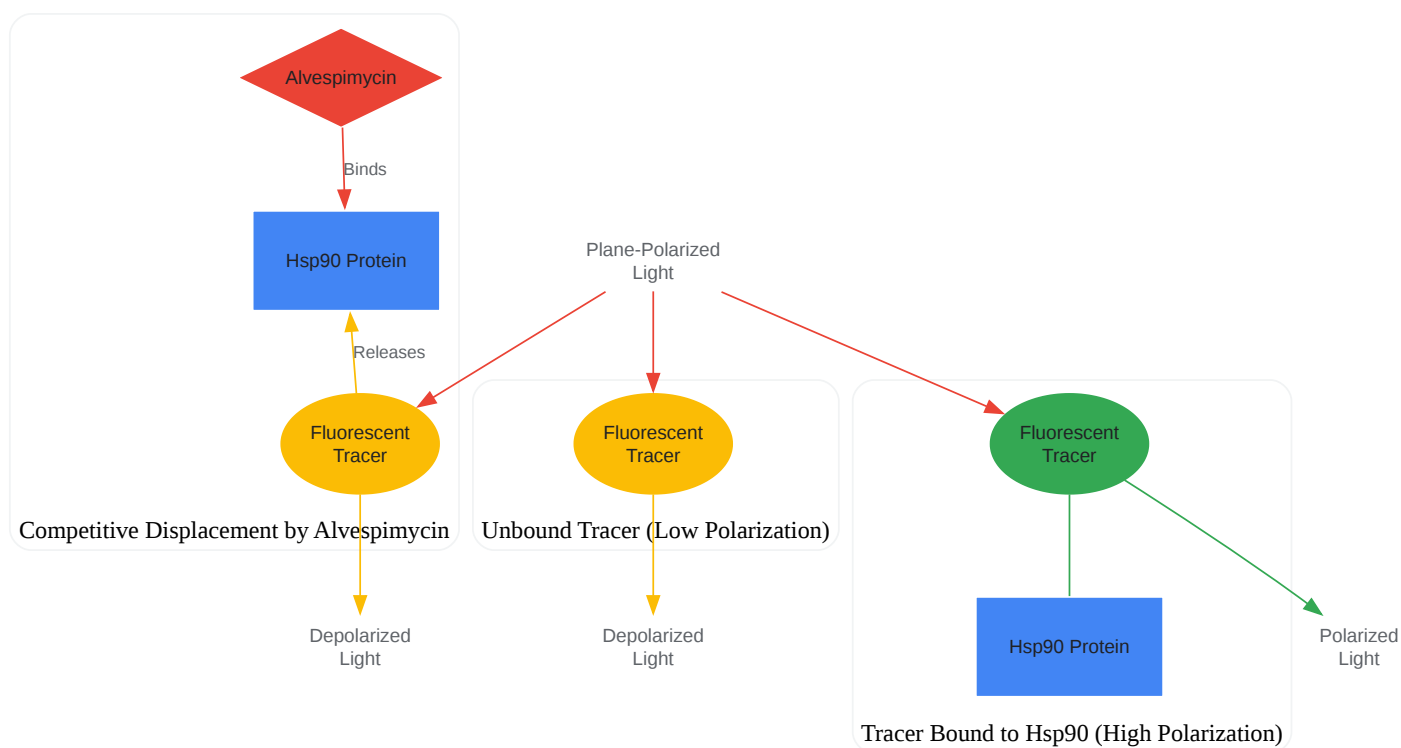 Alvespimycin
Binds
Hsp90 Protein
Plane-Polarized
Light
Releases
Fluorescent
Tracer
Fluorescent
Tracer
Fluorescent
Tracer
Competitive Displacement by Alvespimycin
Unbound Tracer (Low Polarization)
Depolarized
Light
Depolarized
Light
Hsp90 Protein
Polarized
Light
Tracer Bound to Hsp90 (High Polarization)